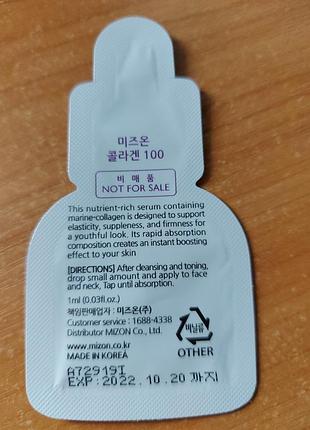 미즈온
콜라겐 100
비 매 품
NOT FOR SALE
This nutrient-rich serum containing
marine-collagen is designed to support
elasticity, suppleness, and firmness for
a youthful look. Its rapid absorption
composition creates an instant boosting
effect to your skin
[DIRECTIONS] After cleansing and toning,
drop small amount and apply to face
and neck, Tap until absorption.
1ml (0.03fl.oz.)
책임판매업자 : 미즈온(주)
Customer service : 1688-4338
Distributor MIZON Co., Ltd.
www.mizon.co.kr
MADE IN KOREA
비닐류
OTHER
A72919I
EXP:2022.10.20 까지